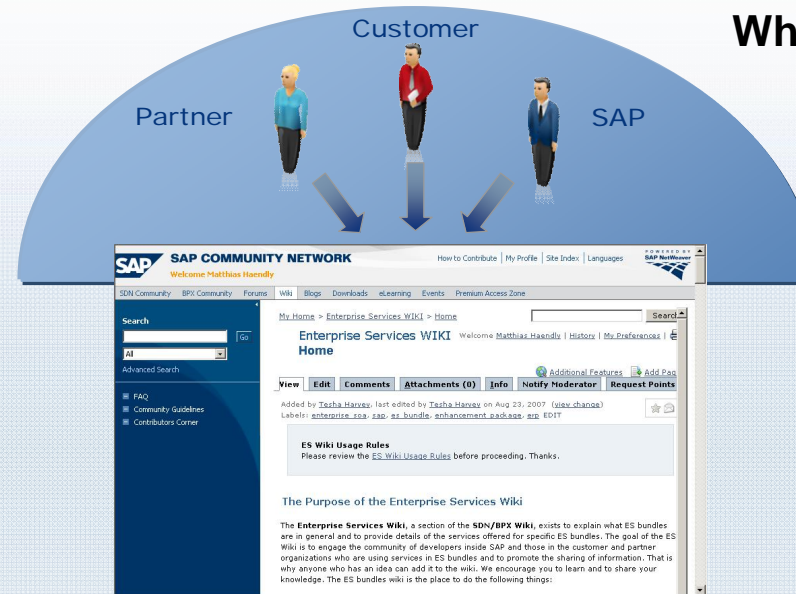 Wh
Customer
Partner
SAP
SAP
SAP COMMUNITY NETWORK
Welcome Matthias Haendly
How to Contribute | My Profile | Site Index | Languages
POWERED BY
SAP NetWeaver
SDN Community BPX Community Forums Wiki Blogs Downloads eLearning Events Premium Access Zone
Search
Go
All
Advanced Search
FAQ
Community Guidelines
Contributors Corner
My Home > Enterprise Services WIKI > Home
Search
Enterprise Services WIKI Welcome Matthias Haendly | History | My Preferences |
Home
Additional Features Add Pag
View Edit Comments Attachments (0) Info Notify Moderator Request Points
Added by Tesha Harvey, last edited by Tesha Harvey on Aug 23, 2007 (view change)
Labels: enterprise_soa, sap, es_bundle, enhancement_package, erp EDIT
ES Wiki Usage Rules
Please review the ES Wiki Usage Rules before proceeding. Thanks.
The Purpose of the Enterprise Services Wiki
The Enterprise Services Wiki, a section of the SDN/BPX Wiki, exists to explain what ES bundles
are in general and to provide details of the services offered for specific ES bundles. The goal of the ES
Wiki is to engage the community of developers inside SAP and those in the customer and partner
organizations who are using services in ES bundles and to promote the sharing of information. That is
why anyone who has an idea can add it to the wiki. We encourage you to learn and to share your
knowledge. The ES bundles wiki is the place to do the following things: